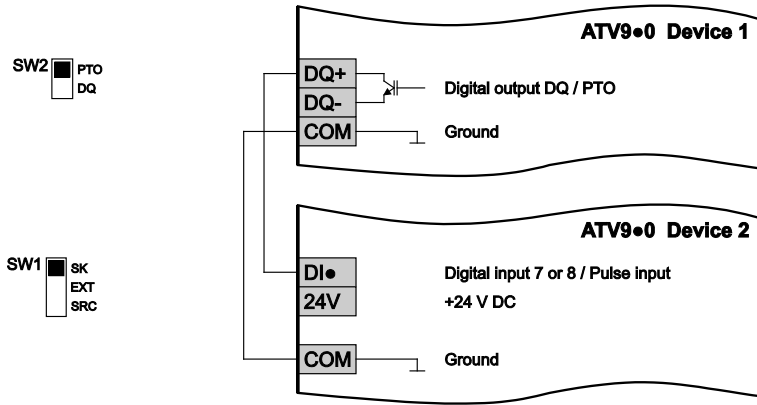 ATV9●0 Device 1
SW2
PTO
DQ
DQ+
DQ-
COM
Digital output DQ / PTO
Ground
ATV9●0 Device 2
SW1
SK
EXT
SRC
DI●
24V
COM
Digital input 7 or 8 / Pulse input
+24 V DC
Ground